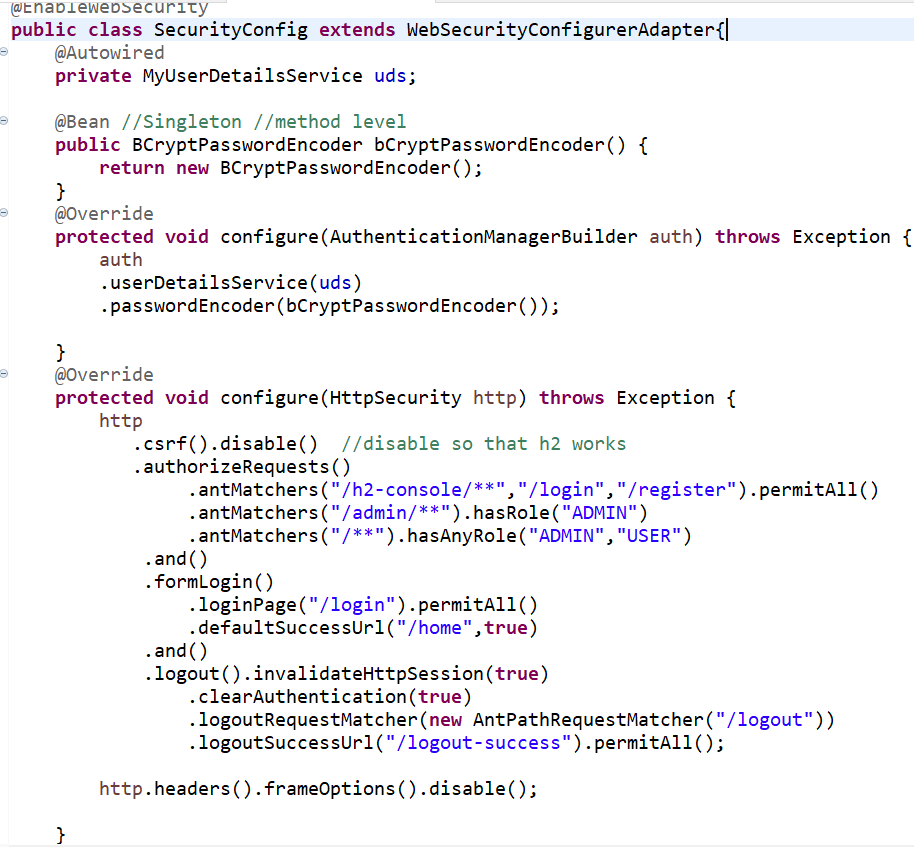 @EnableWebSecurity
public class SecurityConfig extends WebSecurityConfigurerAdapter{
    @Autowired
    private MyUserDetailsService uds;

    @Bean //Singleton //method level
    public BCryptPasswordEncoder bCryptPasswordEncoder() {
        return new BCryptPasswordEncoder();
    }
    @Override
    protected void configure(AuthenticationManagerBuilder auth) throws Exception {
        auth
        .userDetailsService(uds)
        .passwordEncoder(bCryptPasswordEncoder());

    }
    @Override
    protected void configure(HttpSecurity http) throws Exception {
        http
           .csrf().disable()  //disable so that h2 works
           .authorizeRequests()
                .antMatchers("/h2-console/**","/login","/register").permitAll()
                .antMatchers("/admin/**").hasRole("ADMIN")
                .antMatchers("/**").hasAnyRole("ADMIN","USER")
            .and()
            .formLogin()
                .loginPage("/login").permitAll()
                .defaultSuccessUrl("/home",true)
            .and()
            .logout().invalidateHttpSession(true)
                .clearAuthentication(true)
                .logoutRequestMatcher(new AntPathRequestMatcher("/logout"))
                .logoutSuccessUrl("/logout-success").permitAll();

        http.headers().frameOptions().disable();

    }